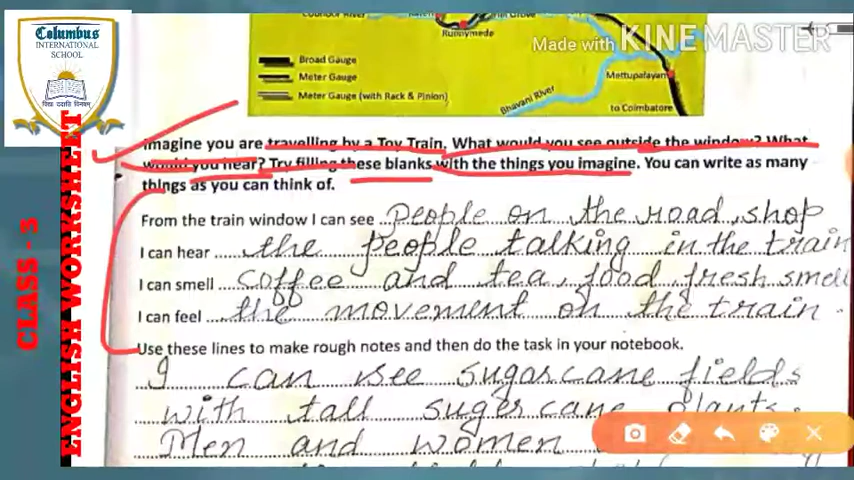 Columbus
INTERNATIONAL
SCHOOL
Runnymede
Made with KINEMASTER
Broad Gauge
Meter Gauge
Meter Gauge (with Rack & Pinion)
Bhavani River
Mettupalayam
to Coimbatore
CLASS - 3
ENGLISH WORKSHEET
Imagine you are travelling by a Toy Train. What would you see outside the window? What
would you hear? Try filling these blanks with the things you imagine. You can write as many
things as you can think of.
From the train window I can see people on the road, shop
I can hear the people talking in the train
I can smell coffee and tea, food, fresh smell
I can feel the movement on the train.
Use these lines to make rough notes and then do the task in your notebook.
I can see sugarcane fields
with tall sugercane plants.
Men and women